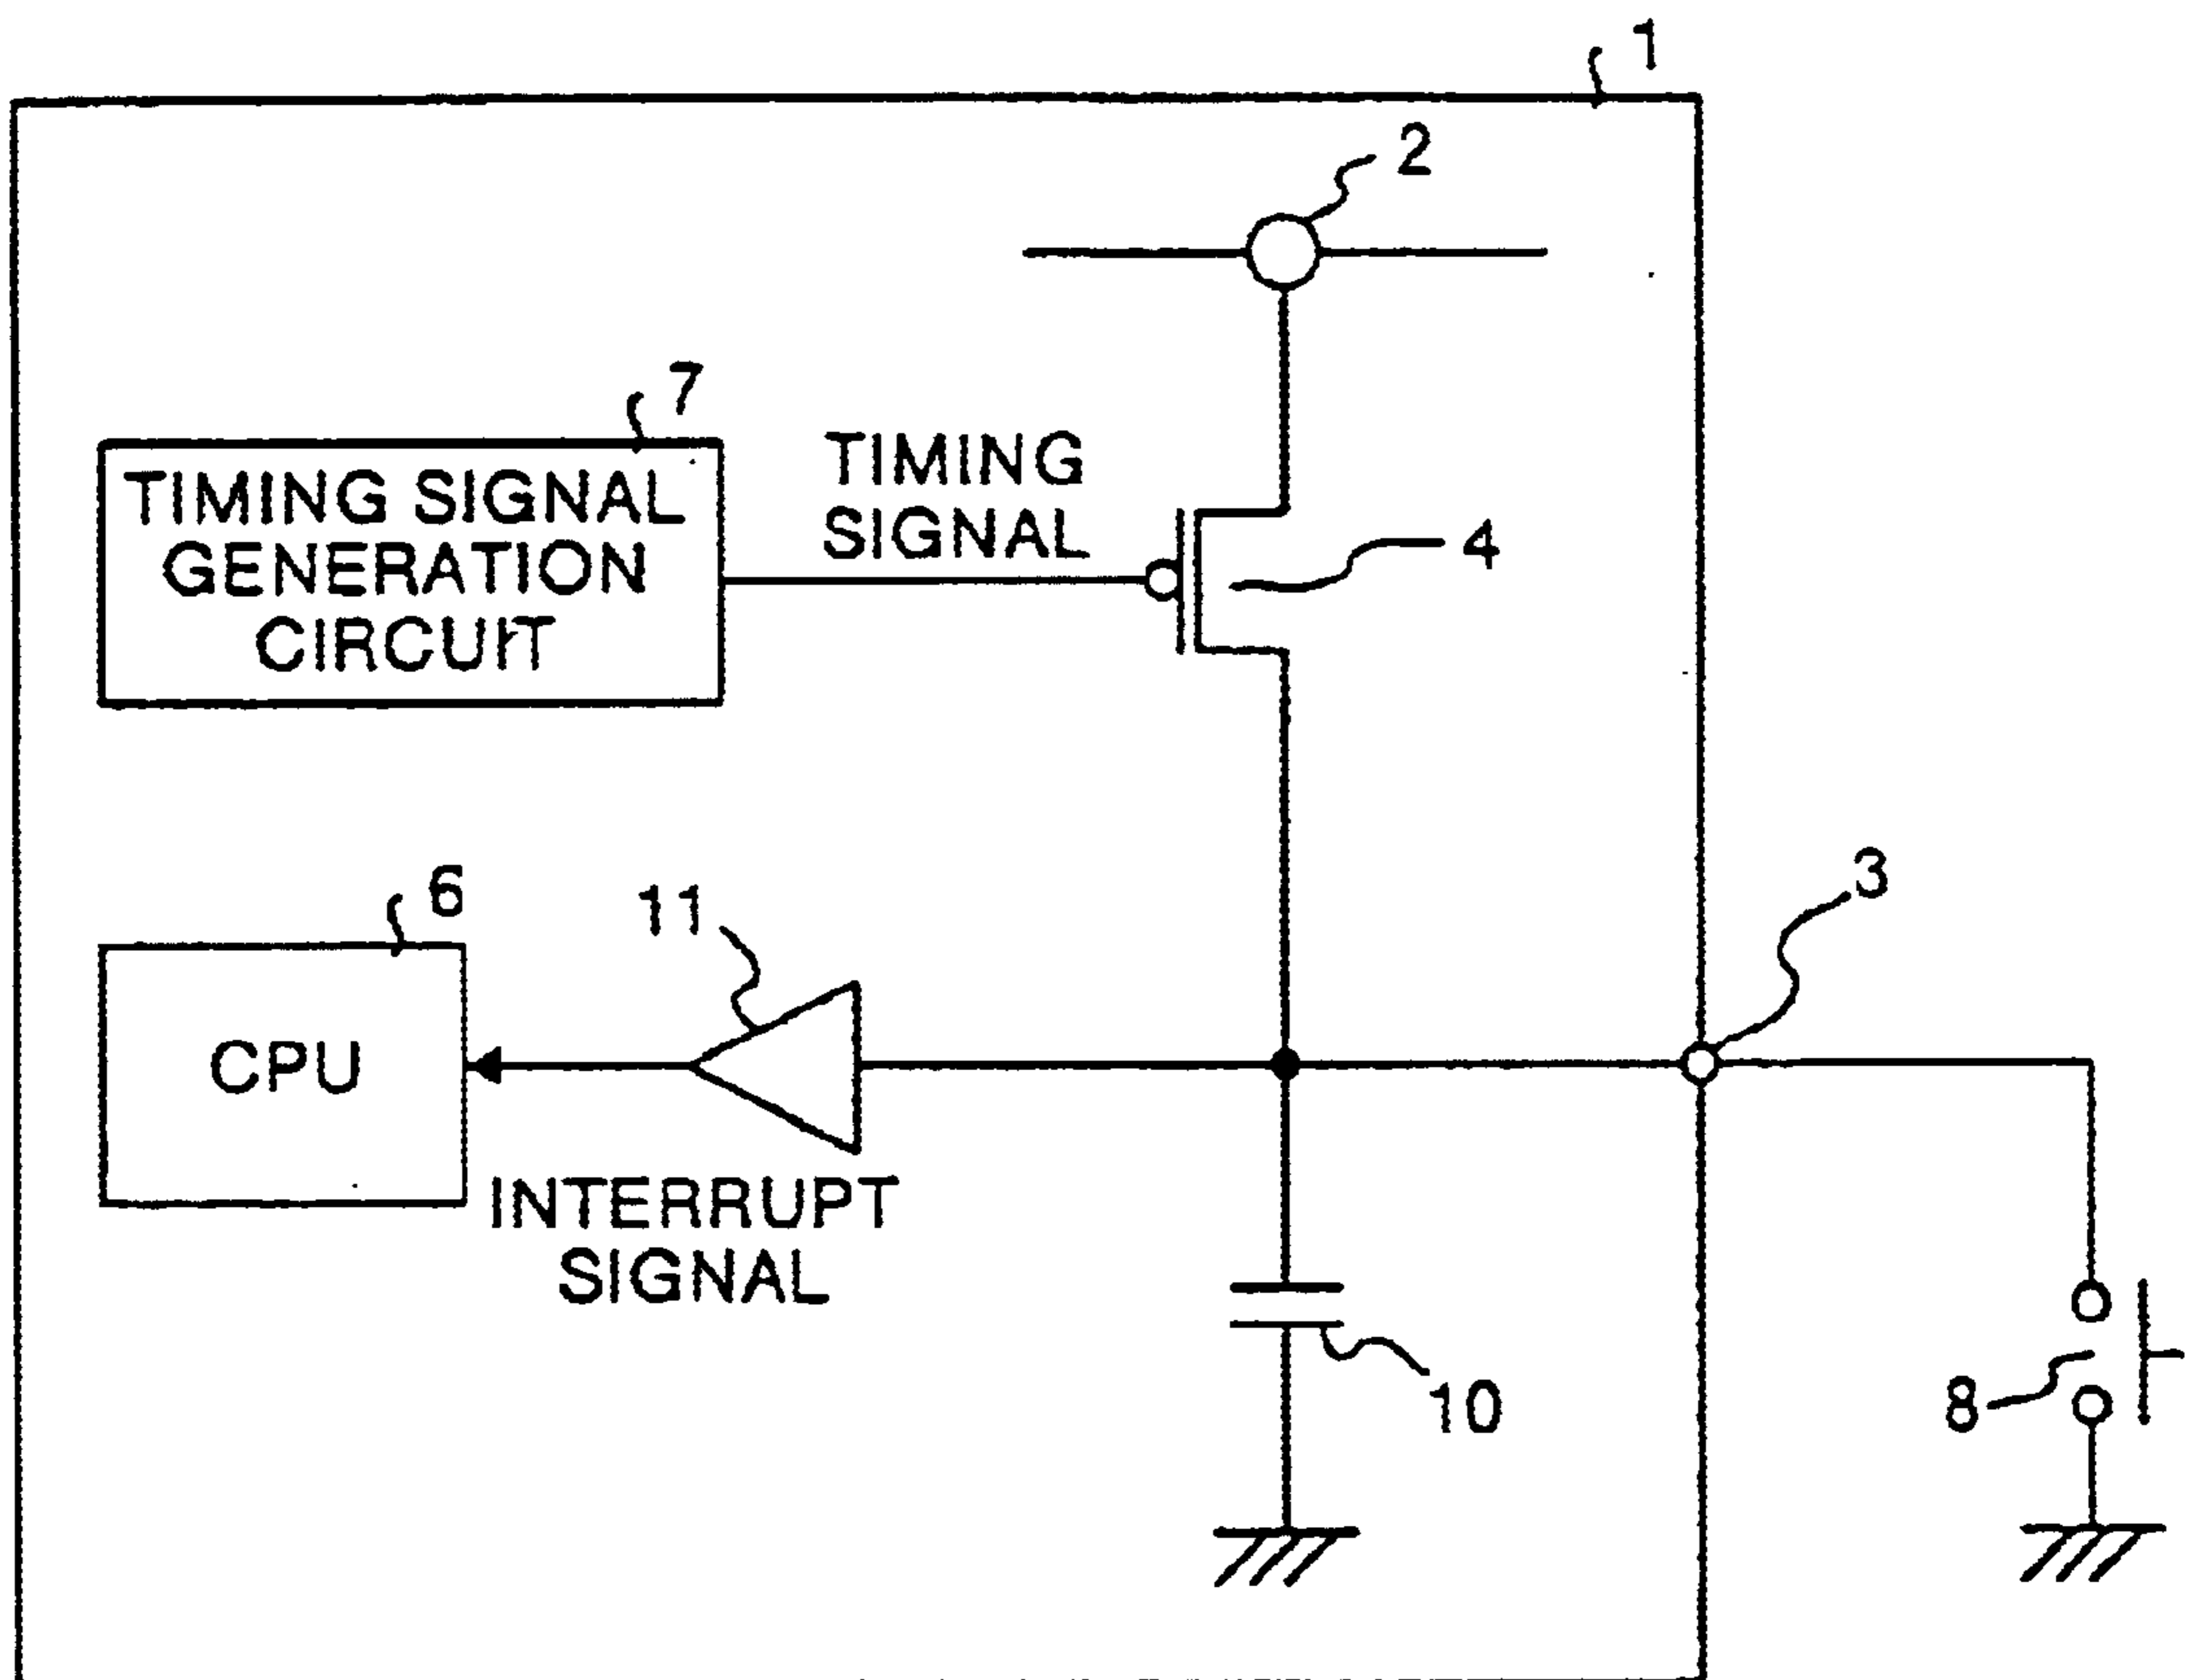 1
2
7
TIMING SIGNAL
GENERATION
CIRCUIT
TIMING
SIGNAL
4
3
6
CPU
11
INTERRUPT
SIGNAL
10
8